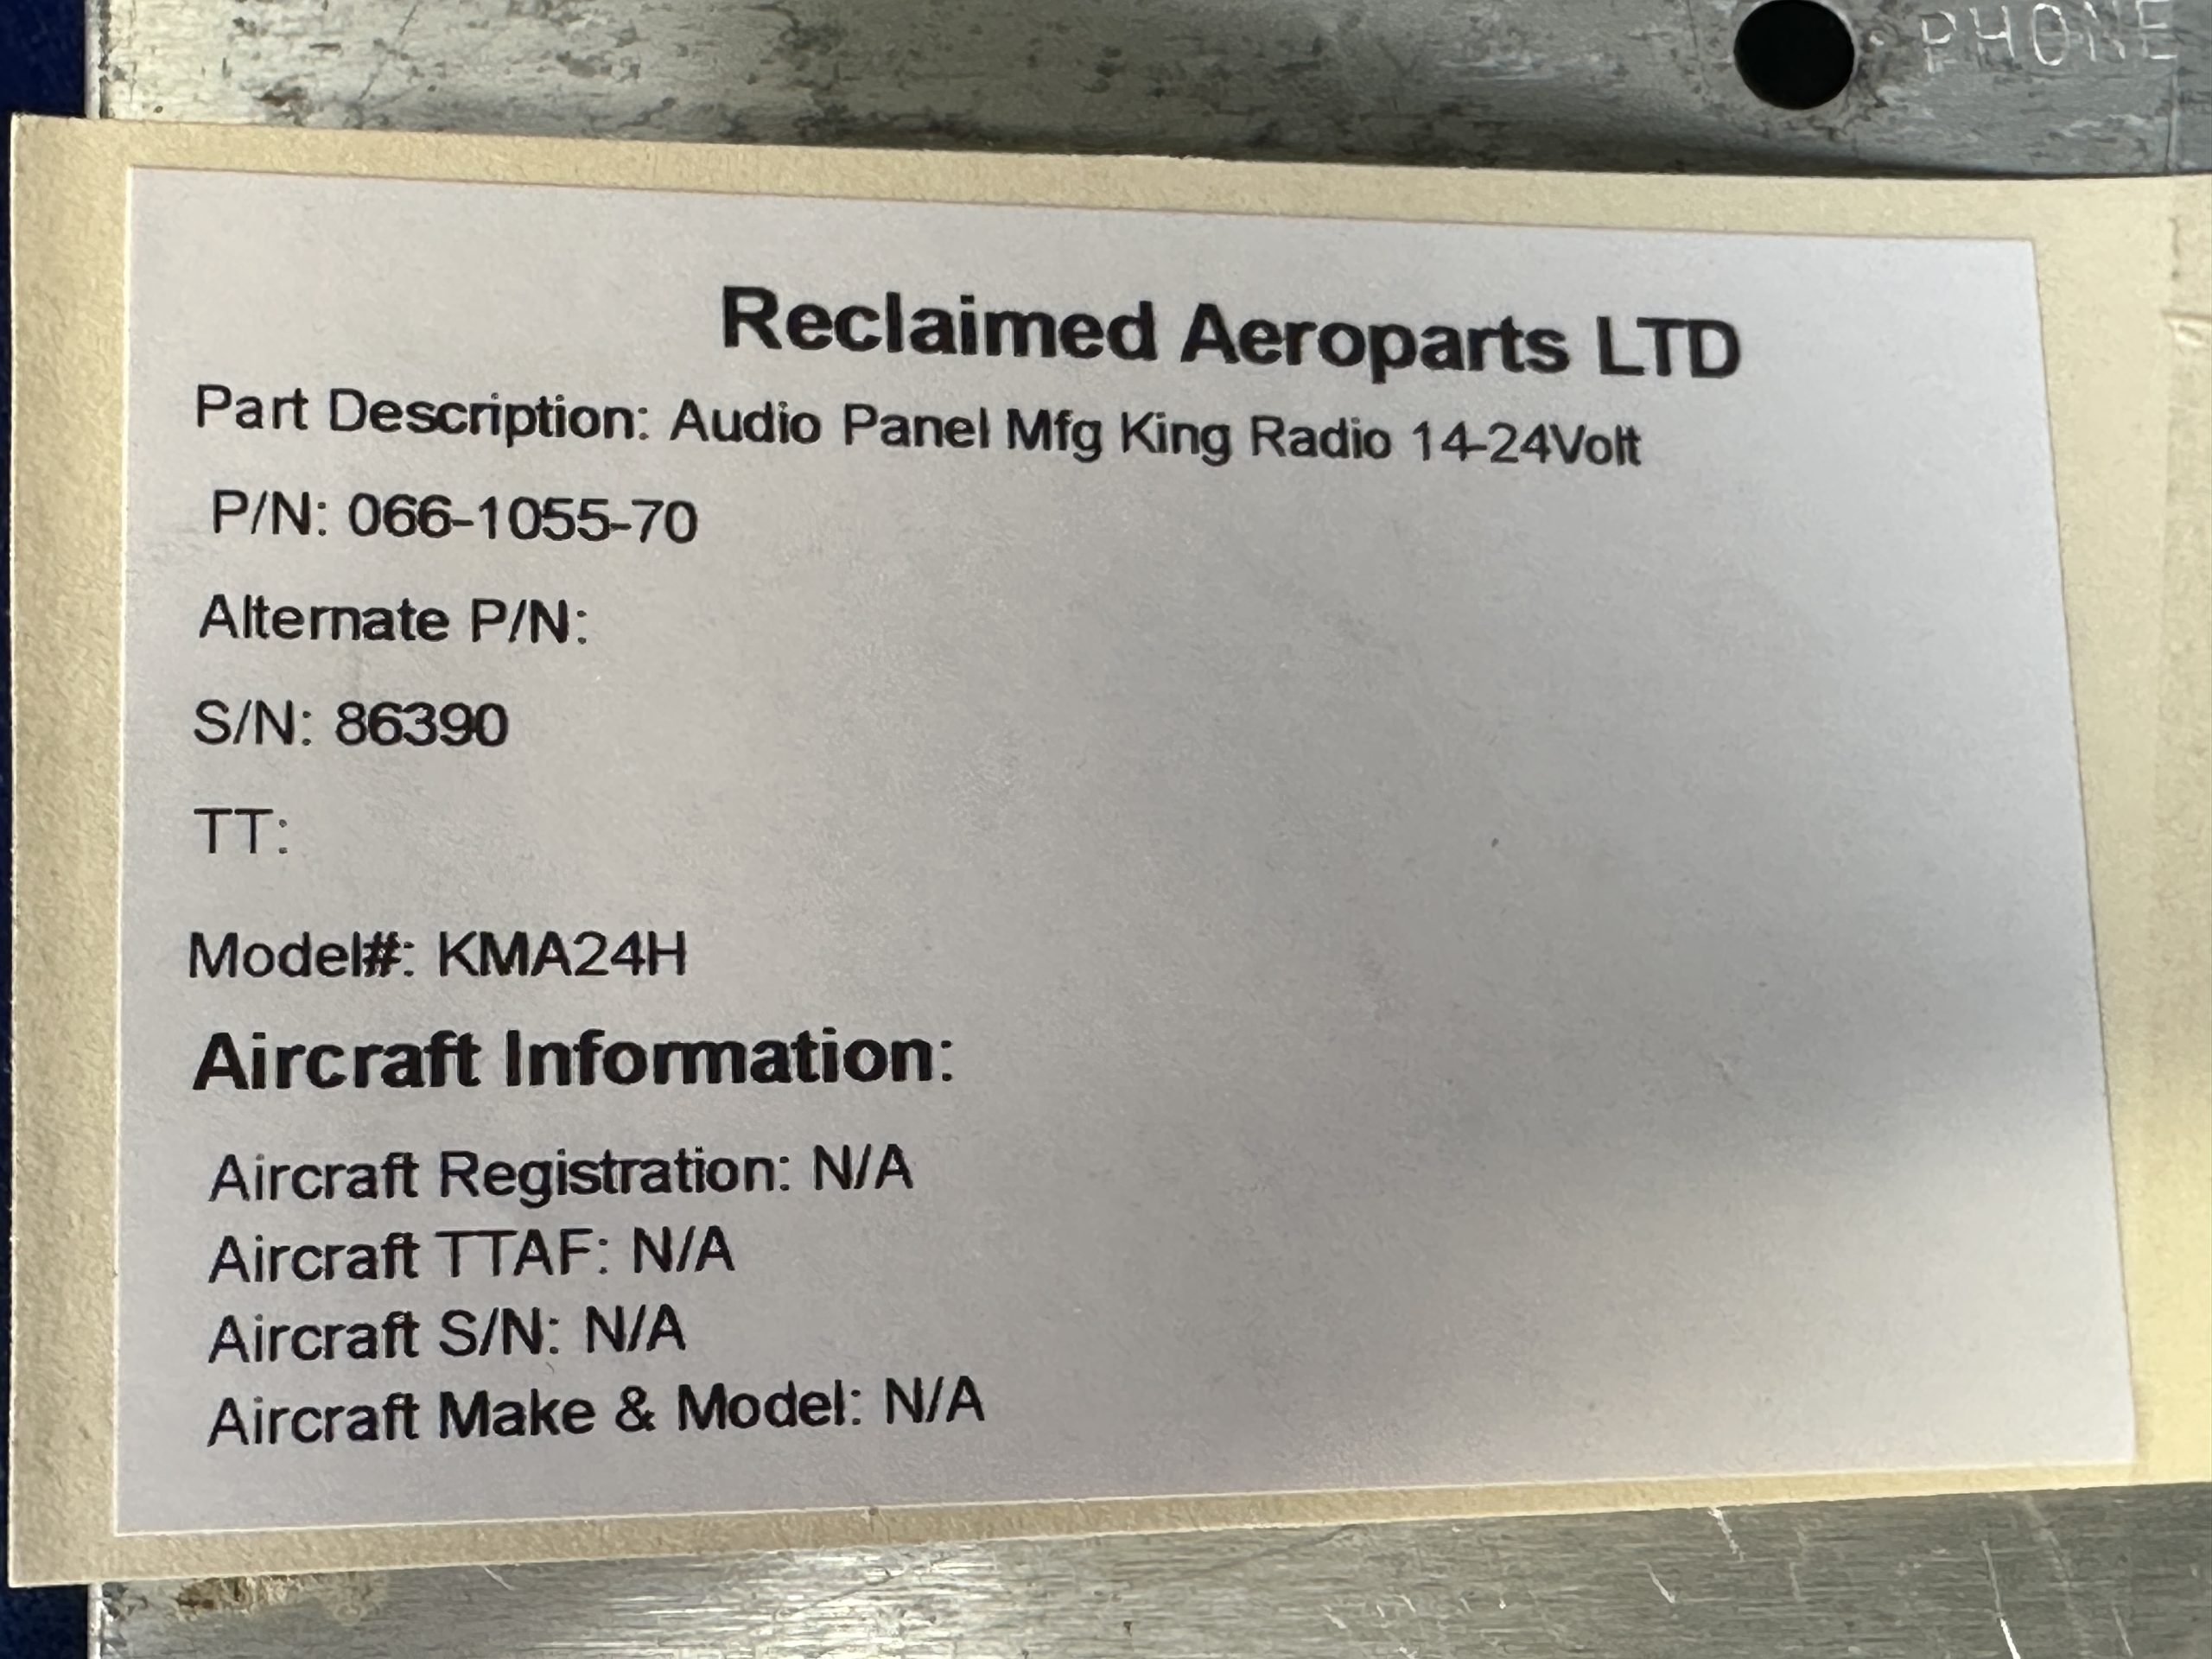 PHONE
Reclaimed Aeroparts LTD
Part Description: Audio Panel Mfg King Radio 14-24Volt
P/N: 066-1055-70
Alternate P/N:
S/N: 86390
TT:
Model#: KMA24H
Aircraft Information:
Aircraft Registration: N/A
Aircraft TTAF: N/A
Aircraft S/N: N/A
Aircraft Make & Model: N/A